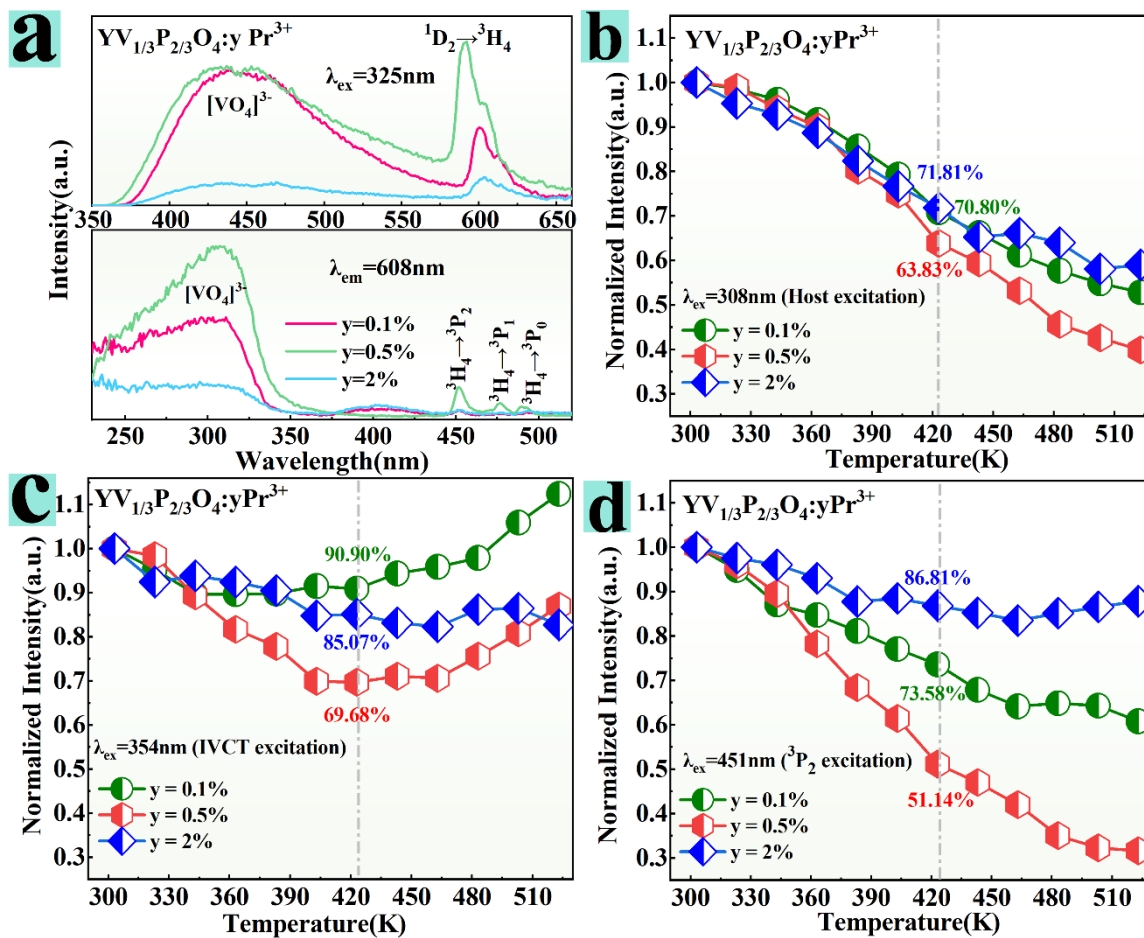 a
YV1/3P2/3O4:y Pr3+
1D2→3H4
λex=325nm
[VO4]3-
350 400 450 500 550 600 650
λem=608nm
[VO4]3-
y=0.1%
y=0.5%
y=2%
3H4→3P2
3H4→3P1
3H4→3P0
250 300 350 400 450 500
Wavelength(nm)
Intensity(a.u.)
b
YV1/3P2/3O4:yPr3+
1.1
1.0
0.9
0.8
0.7
0.6
0.5
0.4
0.3
71.81%
70.80%
63.83%
λex=308nm (Host excitation)
y = 0.1%
y = 0.5%
y = 2%
300 330 360 390 420 450 480 510
Temperature(K)
Normalized Intensity(a.u.)
c
YV1/3P2/3O4:yPr3+
1.1
1.0
0.9
0.8
0.7
0.6
0.5
0.4
0.3
90.90%
85.07%
69.68%
λex=354nm (IVCT excitation)
y = 0.1%
y = 0.5%
y = 2%
300 330 360 390 420 450 480 510
Temperature(K)
Normalized Intensity(a.u.)
d
YV1/3P2/3O4:yPr3+
1.1
1.0
0.9
0.8
0.7
0.6
0.5
0.4
0.3
86.81%
73.58%
51.14%
λex=451nm (3P2 excitation)
y = 0.1%
y = 0.5%
y = 2%
300 330 360 390 420 450 480 510
Temperature(K)
Normalized Intensity(a.u.)